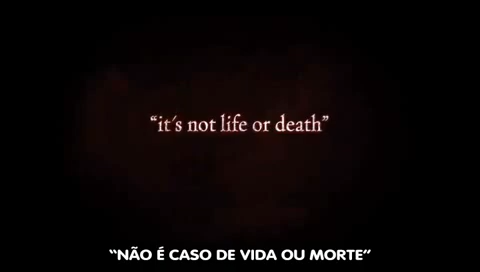 “it's not life or death”
“NÃO É CASO DE VIDA OU MORTE”